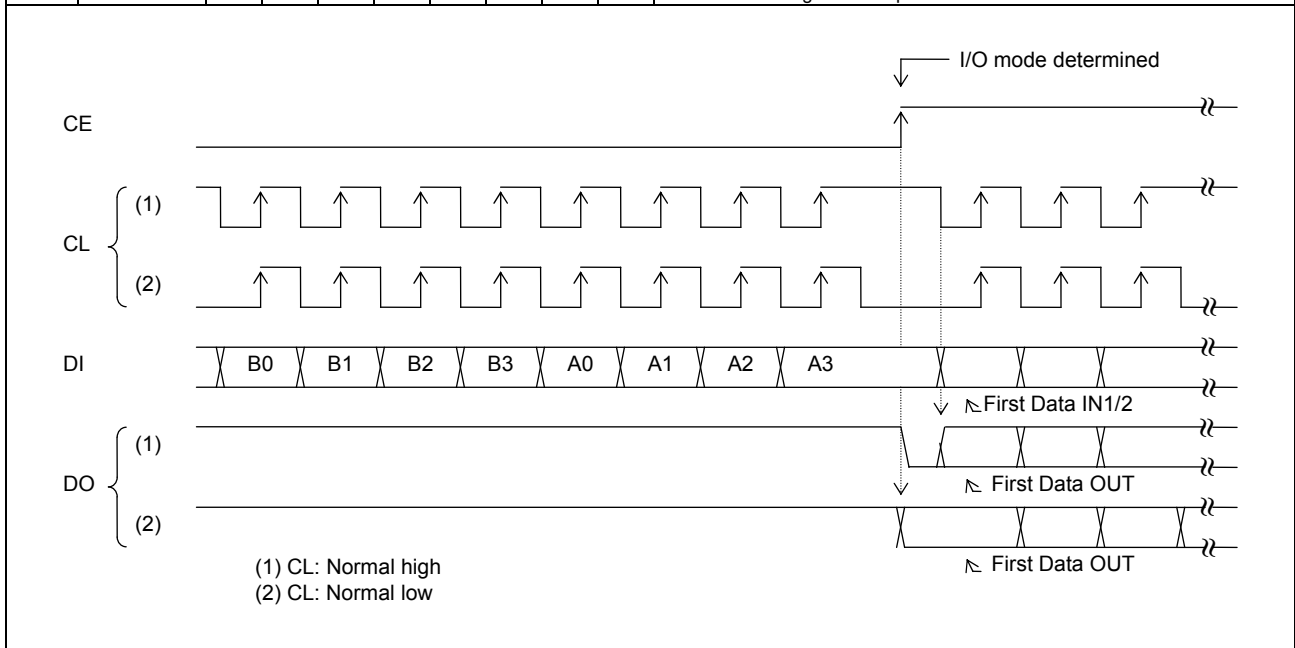 I/O mode determined
CE
(1)
CL
(2)
DI B0 B1 B2 B3 A0 A1 A2 A3
First Data IN1/2
(1)
DO
First Data OUT
(2)
First Data OUT
(1) CL: Normal high
(2) CL: Normal low